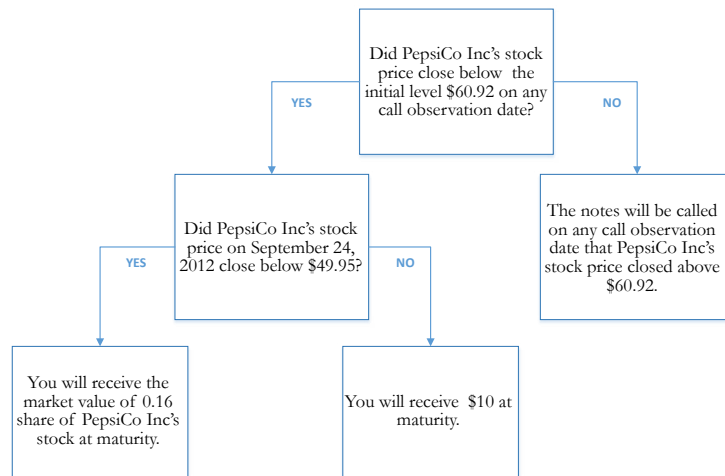 Did PepsiCo Inc's stock
price close below the
initial level $60.92 on any
call observation date?
YES
NO
Did PepsiCo Inc's stock
price on September 24,
2012 close below $49.95?
The notes will be called
on any call observation
date that PepsiCo Inc's
stock price closed above
$60.92.
YES
NO
You will receive the
market value of 0.16
share of PepsiCo Inc's
stock at maturity.
You will receive $10 at
maturity.